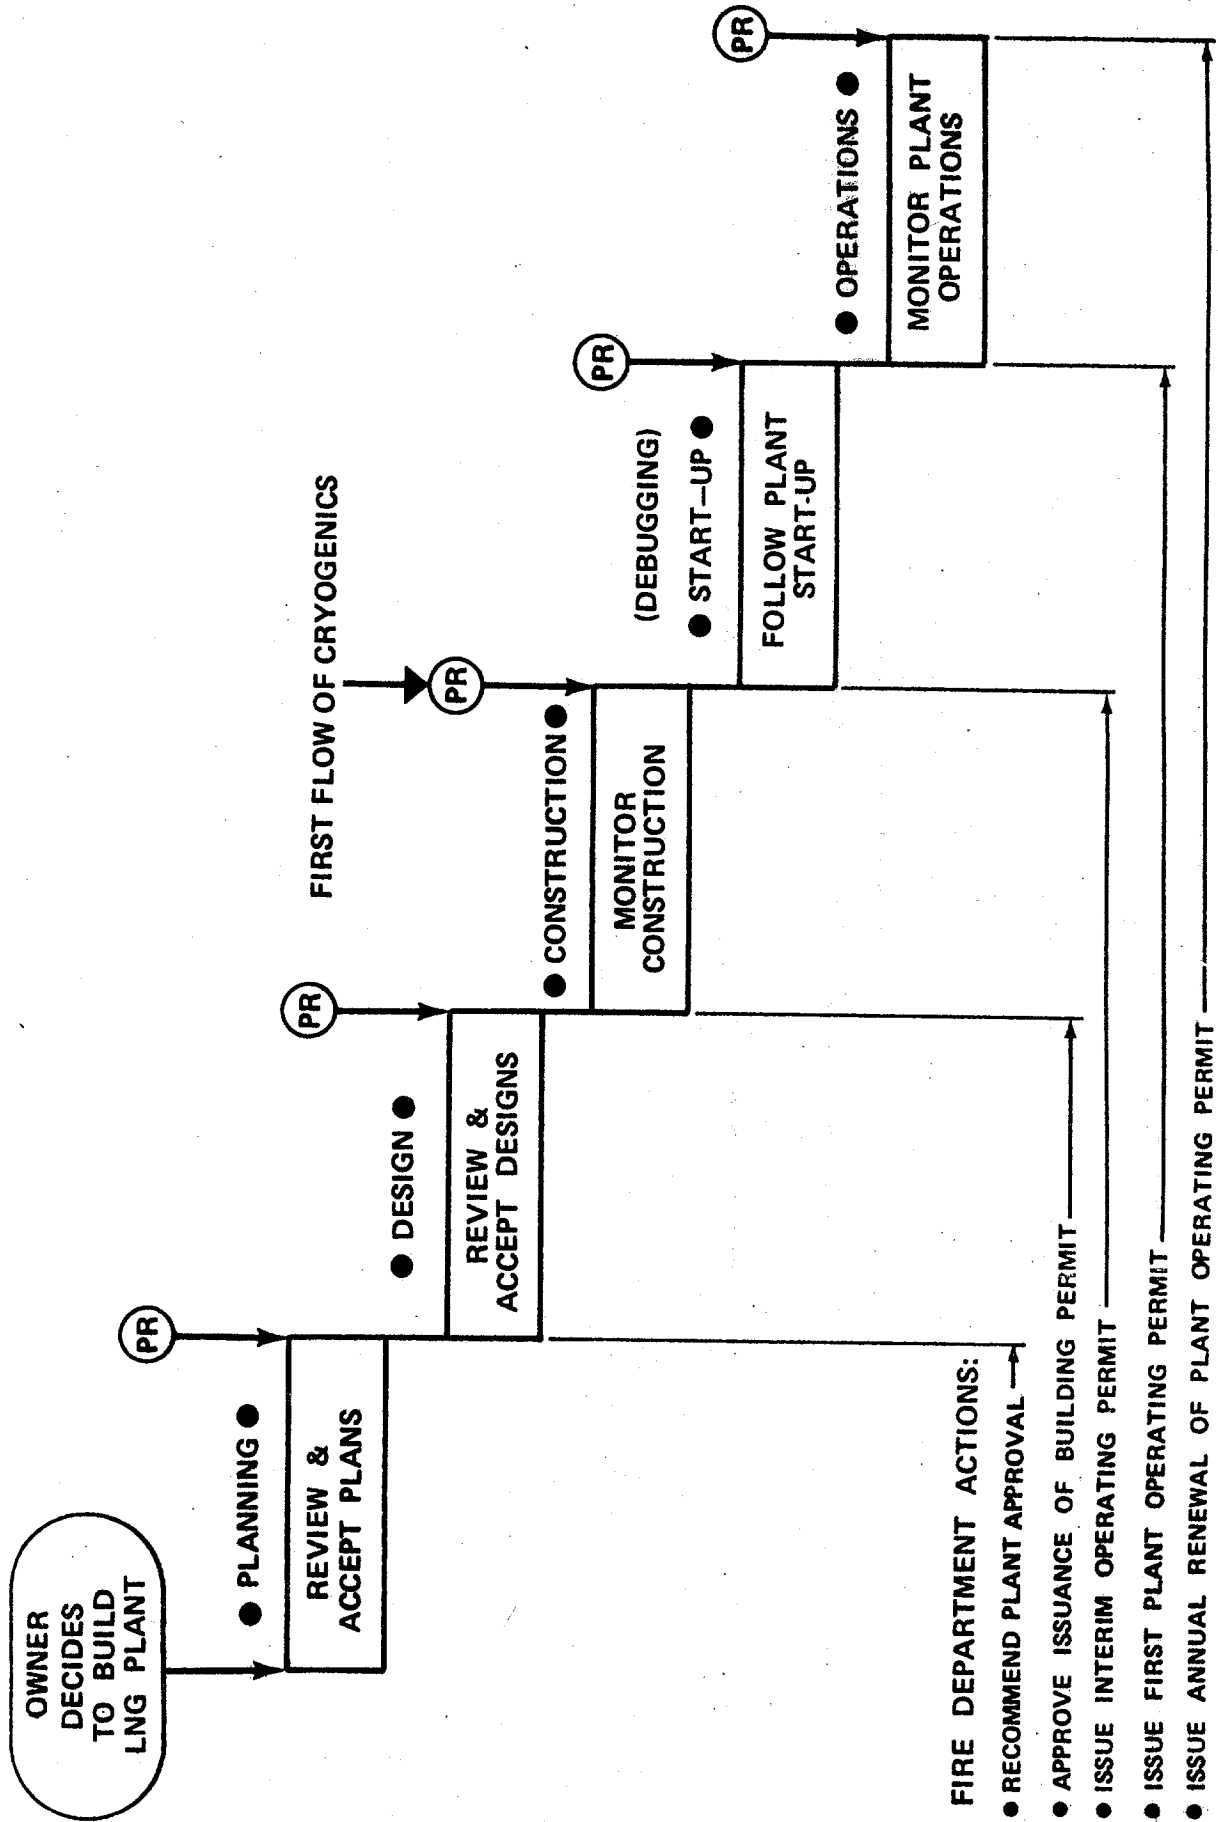 OWNER
DECIDES
TO BUILD
LNG PLANT
PR
● PLANNING ●
REVIEW &
ACCEPT PLANS
PR
● DESIGN ●
REVIEW &
ACCEPT DESIGNS
FIRST FLOW OF CRYOGENICS
PR
● CONSTRUCTION ●
MONITOR
CONSTRUCTION
PR
(DEBUGGING)
● START–UP ●
FOLLOW PLANT
START-UP
PR
● OPERATIONS ●
MONITOR PLANT
OPERATIONS
FIRE DEPARTMENT ACTIONS:
● RECOMMEND PLANT APPROVAL
● APPROVE ISSUANCE OF BUILDING PERMIT
● ISSUE INTERIM OPERATING PERMIT
● ISSUE FIRST PLANT OPERATING PERMIT
● ISSUE ANNUAL RENEWAL OF PLANT OPERATING PERMIT